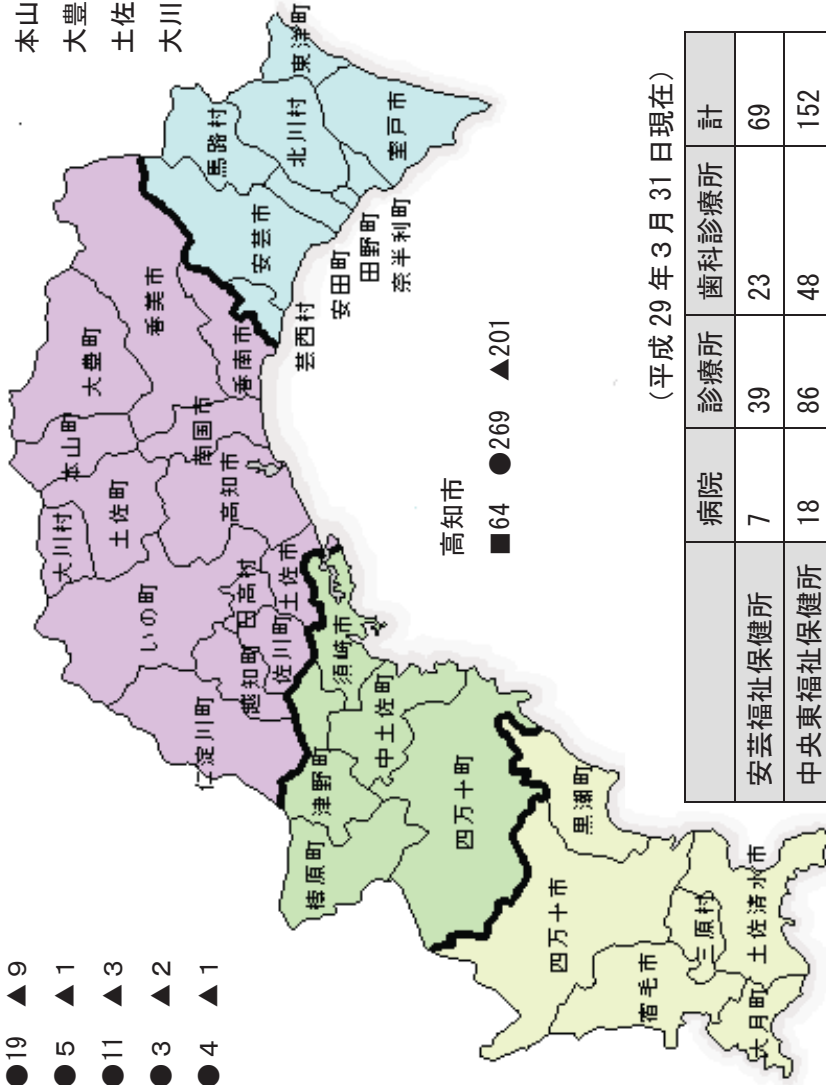 ●19 ▲9
●5 ▲1
●11 ▲3
●3 ▲2
●4 ▲1
本山
大豊
土佐
大川
大川村
本山町
大豊町
土佐町
いの町
香美市
仁淀川町
越知町
日高村
高知市
南国市
香南市
佐川町
土佐市
馬路村
北川村
東洋町
安芸市
室戸市
芸西村
安田町
田野町
奈半利町
梼原町
津野町
須崎市
中土佐町
四万十町
黒潮町
四万十市
宿毛市
三原村
大月町
土佐清水市
高知市
■64 ●269 ▲201
(平成 29 年 3 月 31 日現在)
病院 診療所 歯科診療所 計
安芸福祉保健所 7 39 23 69
中央東福祉保健所 18 86 48 152